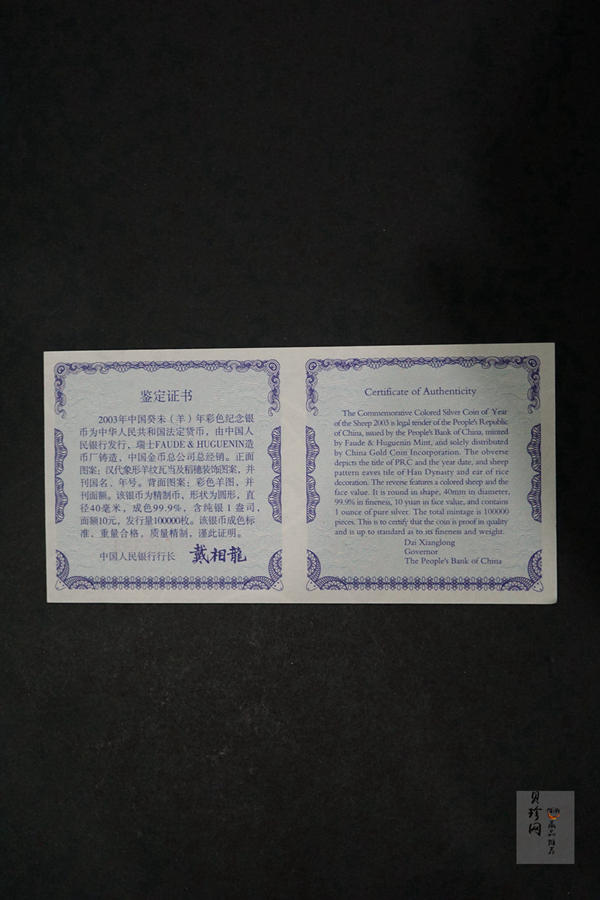 鉴定证书
2003年中国癸未（羊）年彩色纪念银
币为中华人民共和国法定货币，由中国人
民银行发行、瑞士FAUDE & HUGUENIN造
币厂铸造，中国金币总公司总经销。正面
图案：汉代象形羊纹瓦当及稻穗装饰图案，并
刊国名、年号。背面图案：彩色羊图，并
刊面额。该银币为精制币，形状为圆形，直
径40毫米，成色99.9%，含纯银1盎司，
面额10元，发行量100000枚。该银币成色标
准、重量合格，质量精制，谨此证明。
中国人民银行行长 戴相龍
Certificate of Authenticity
The Commemorative Colored Silver Coin of Year
of the Sheep 2003 is legal tender of the People's Republic
of China, issued by the People's Bank of China, minted
by Faude & Huguenin Mint, and solely distributed
by China Gold Coin Incorporation. The obverse
depicts the title of PRC and the year date, and sheep
pattern eaves tile of Han Dynasty and ear of rice
decoration. The reverse features a colored sheep and the
face value. It is round in shape, 40mm in diameter,
99.9% in fineness, 10 yuan in face value, and contains
1 ounce of pure silver. The total mintage is 100000
pieces. This is to certify that the coin is proof in quality
and is up to standard as to its fineness and weight.
Dai Xianglong
Governor
The People's Bank of China
贝珍网